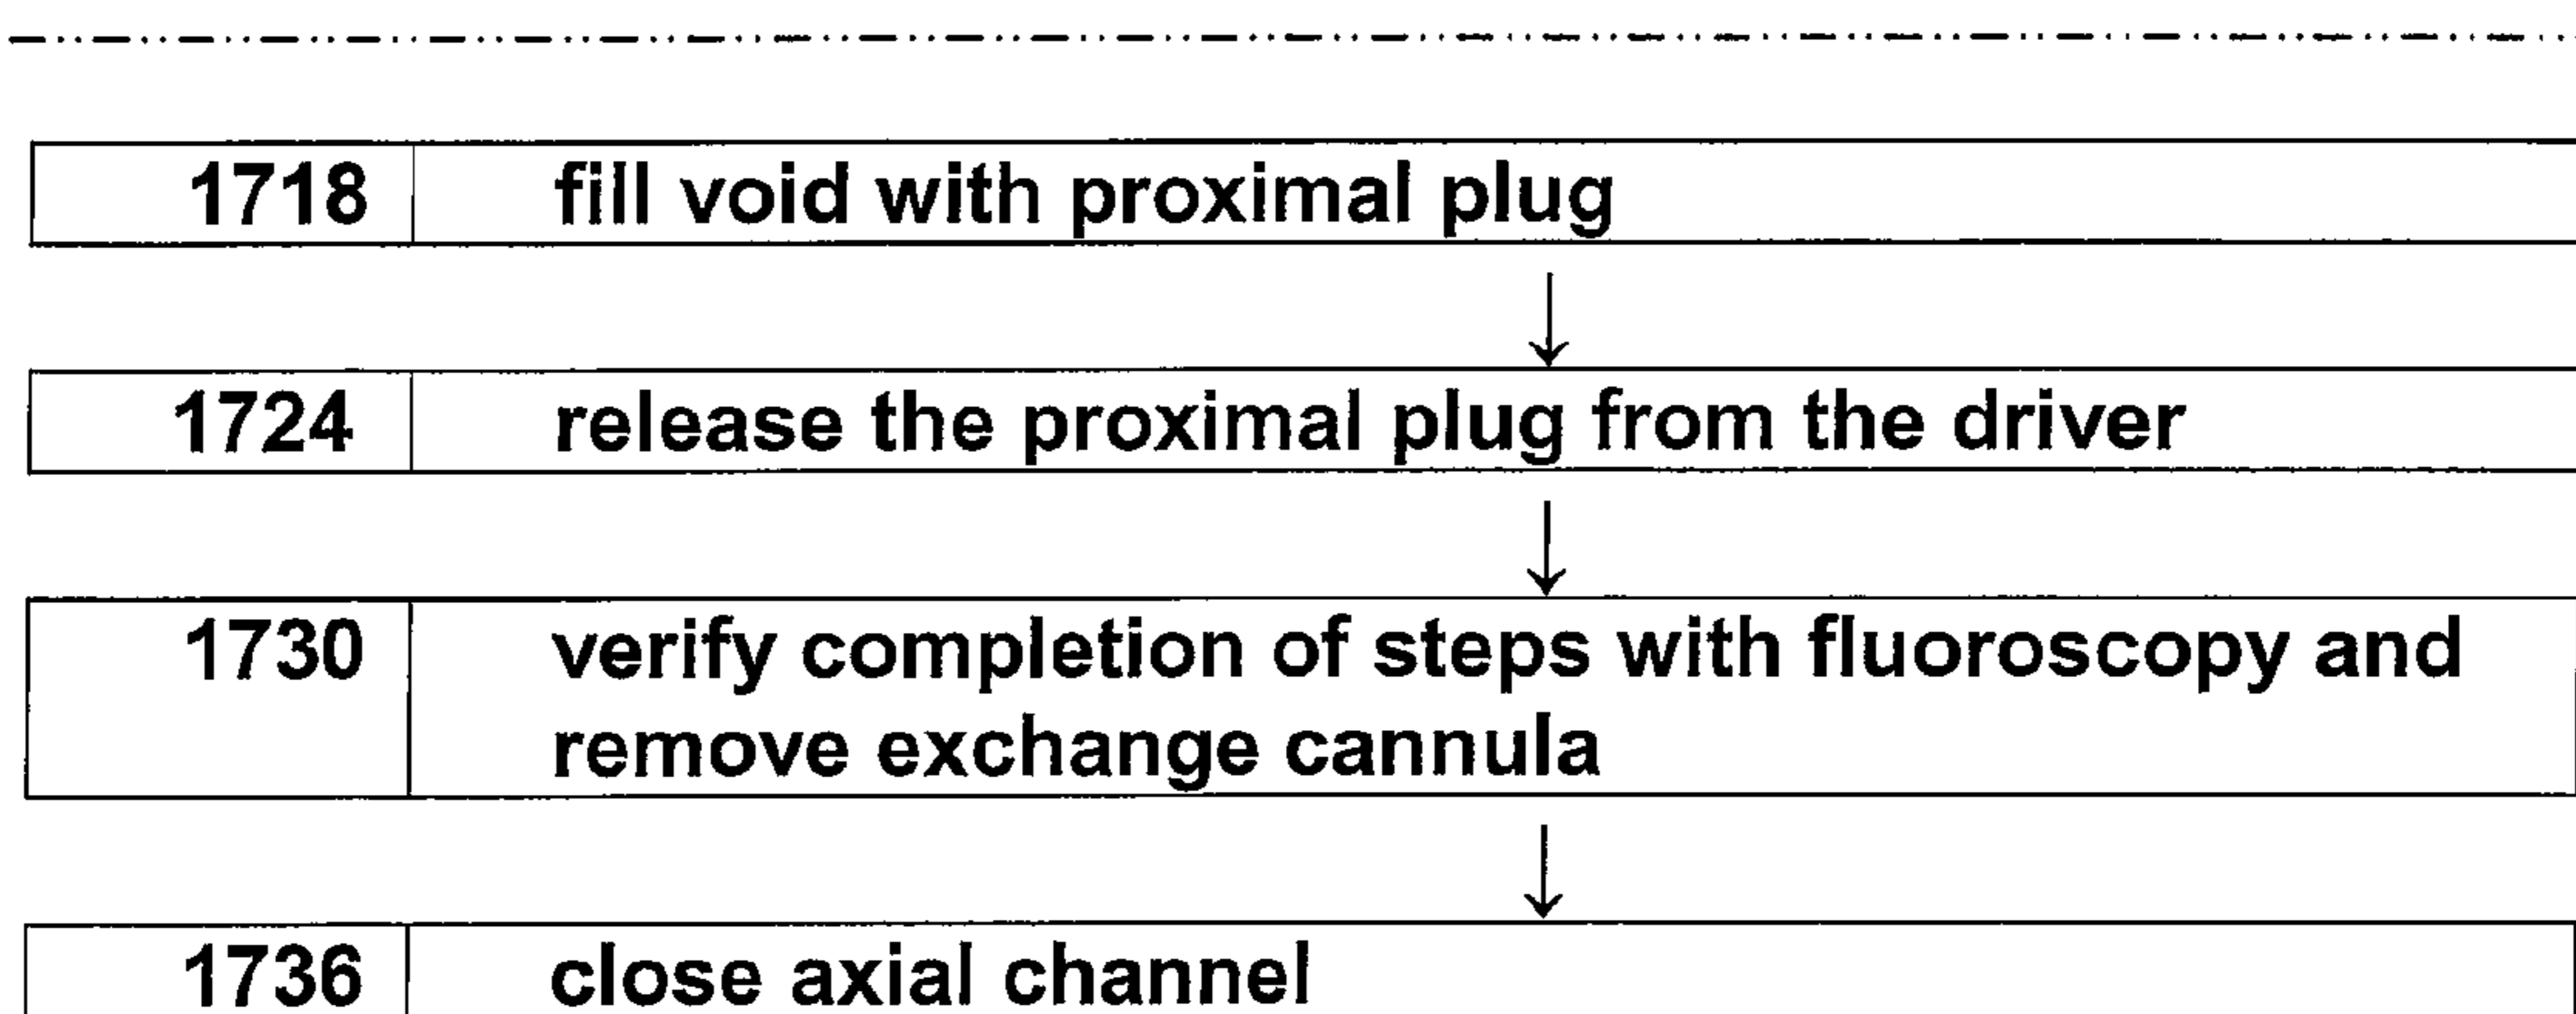 1718 fill void with proximal plug
1724 release the proximal plug from the driver
1730 verify completion of steps with fluoroscopy and
remove exchange cannula
1736 close axial channel